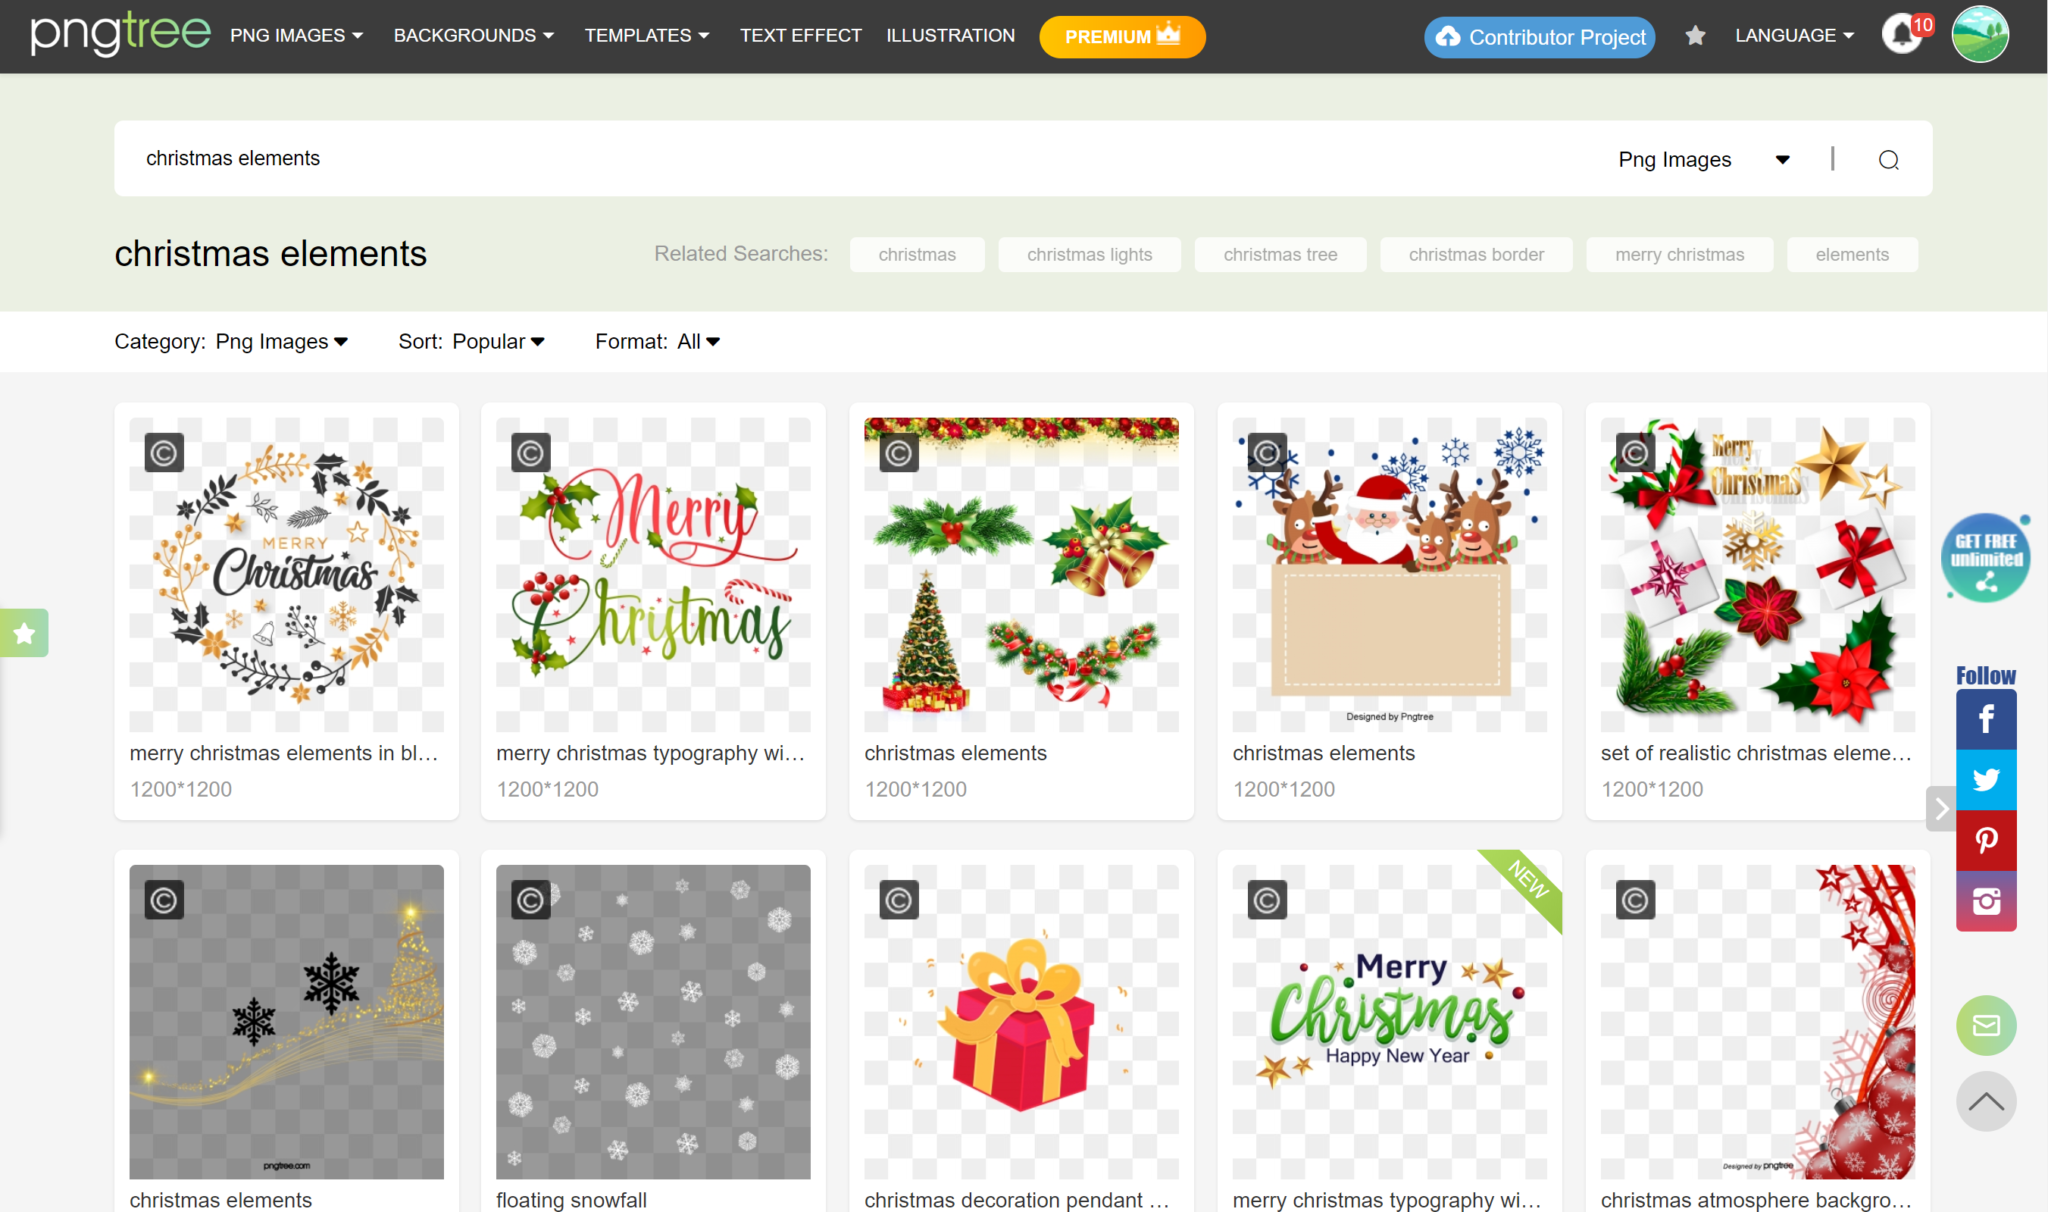 pngtree PNG IMAGES BACKGROUNDS TEMPLATES TEXT EFFECT ILLUSTRATION PREMIUM Contributor Project LANGUAGE 10
christmas elements Png Images
christmas elements
Related Searches: christmas christmas lights christmas tree christmas border merry christmas elements
Category: Png Images Sort: Popular Format: All
©
MERRY
Christmas
merry christmas elements in bl...
1200*1200
©
Merry
Christmas
merry christmas typography wi...
1200*1200
©
christmas elements
1200*1200
©
Designed by Pngtree
christmas elements
1200*1200
©
Merry
Christmas
set of realistic christmas eleme...
1200*1200
GET FREE
unlimited
Follow
©
pngtree.com
christmas elements
©
floating snowfall
©
christmas decoration pendant ...
©
NEW
Merry
Christmas
Happy New Year
merry christmas typography wi...
©
Designed by pngtree
christmas atmosphere backgro...